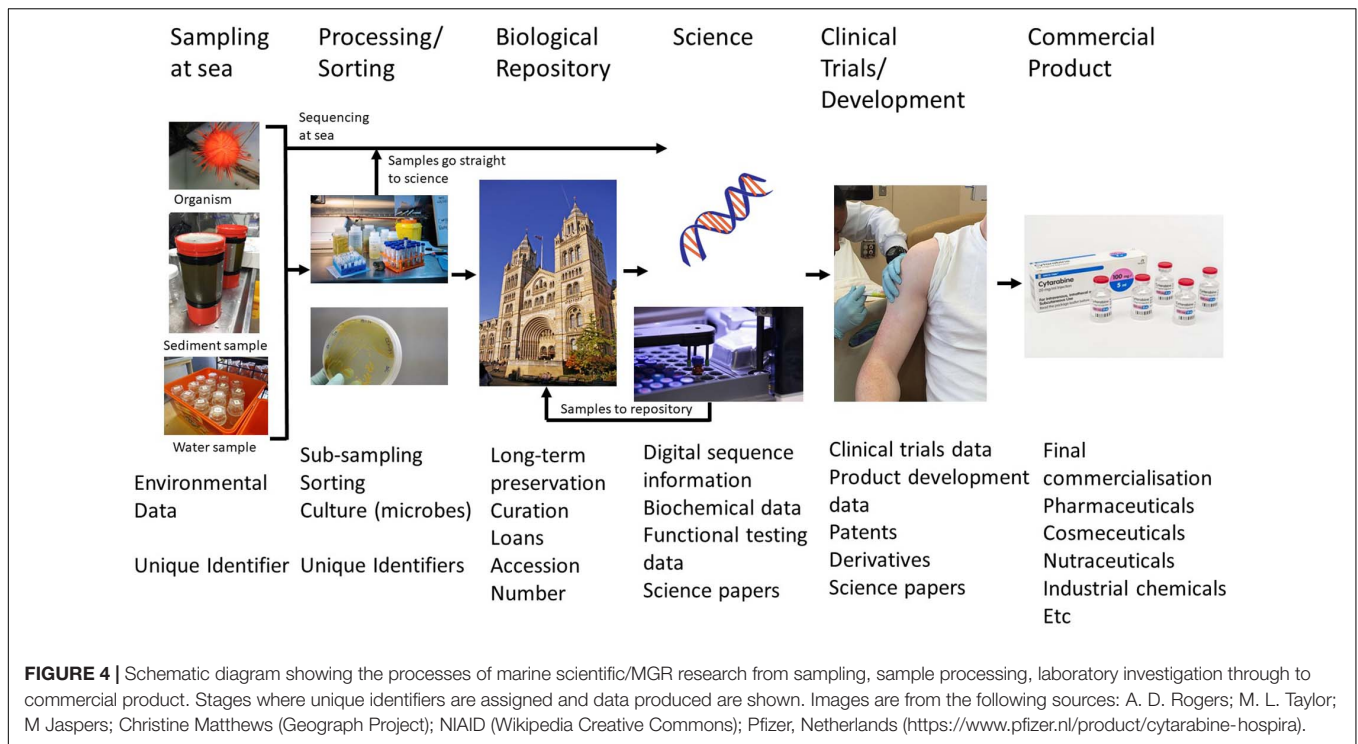 Sampling
at sea
Processing/
Sorting
Biological
Repository
Science
Clinical
Trials/
Development
Commercial
Product
Sequencing
at sea
Samples go straight
to science
Organism
Sediment sample
Water sample
Samples to repository
Cytarabine
100 mg
5 ml
Environmental
Data
Unique Identifier
Sub-sampling
Sorting
Culture (microbes)
Unique Identifiers
Long-term
preservation
Curation
Loans
Accession
Number
Digital sequence
information
Biochemical data
Functional testing
data
Science papers
Clinical trials data
Product development
data
Patents
Derivatives
Science papers
Final
commercialisation
Pharmaceuticals
Cosmeceuticals
Nutraceuticals
Industrial chemicals
Etc
FIGURE 4 | Schematic diagram showing the processes of marine scientific/MGR research from sampling, sample processing, laboratory investigation through to
commercial product. Stages where unique identifiers are assigned and data produced are shown. Images are from the following sources: A. D. Rogers; M. L. Taylor;
M Jaspers; Christine Matthews (Geograph Project); NIAID (Wikipedia Creative Commons); Pfizer, Netherlands (https://www.pfizer.nl/product/cytarabine-hospira).